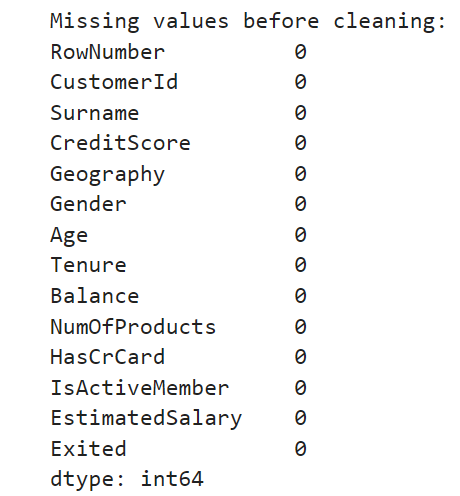 Missing values before cleaning:
RowNumber 0
CustomerId 0
Surname 0
CreditScore 0
Geography 0
Gender 0
Age 0
Tenure 0
Balance 0
NumOfProducts 0
HasCrCard 0
IsActiveMember 0
EstimatedSalary 0
Exited 0
dtype: int64